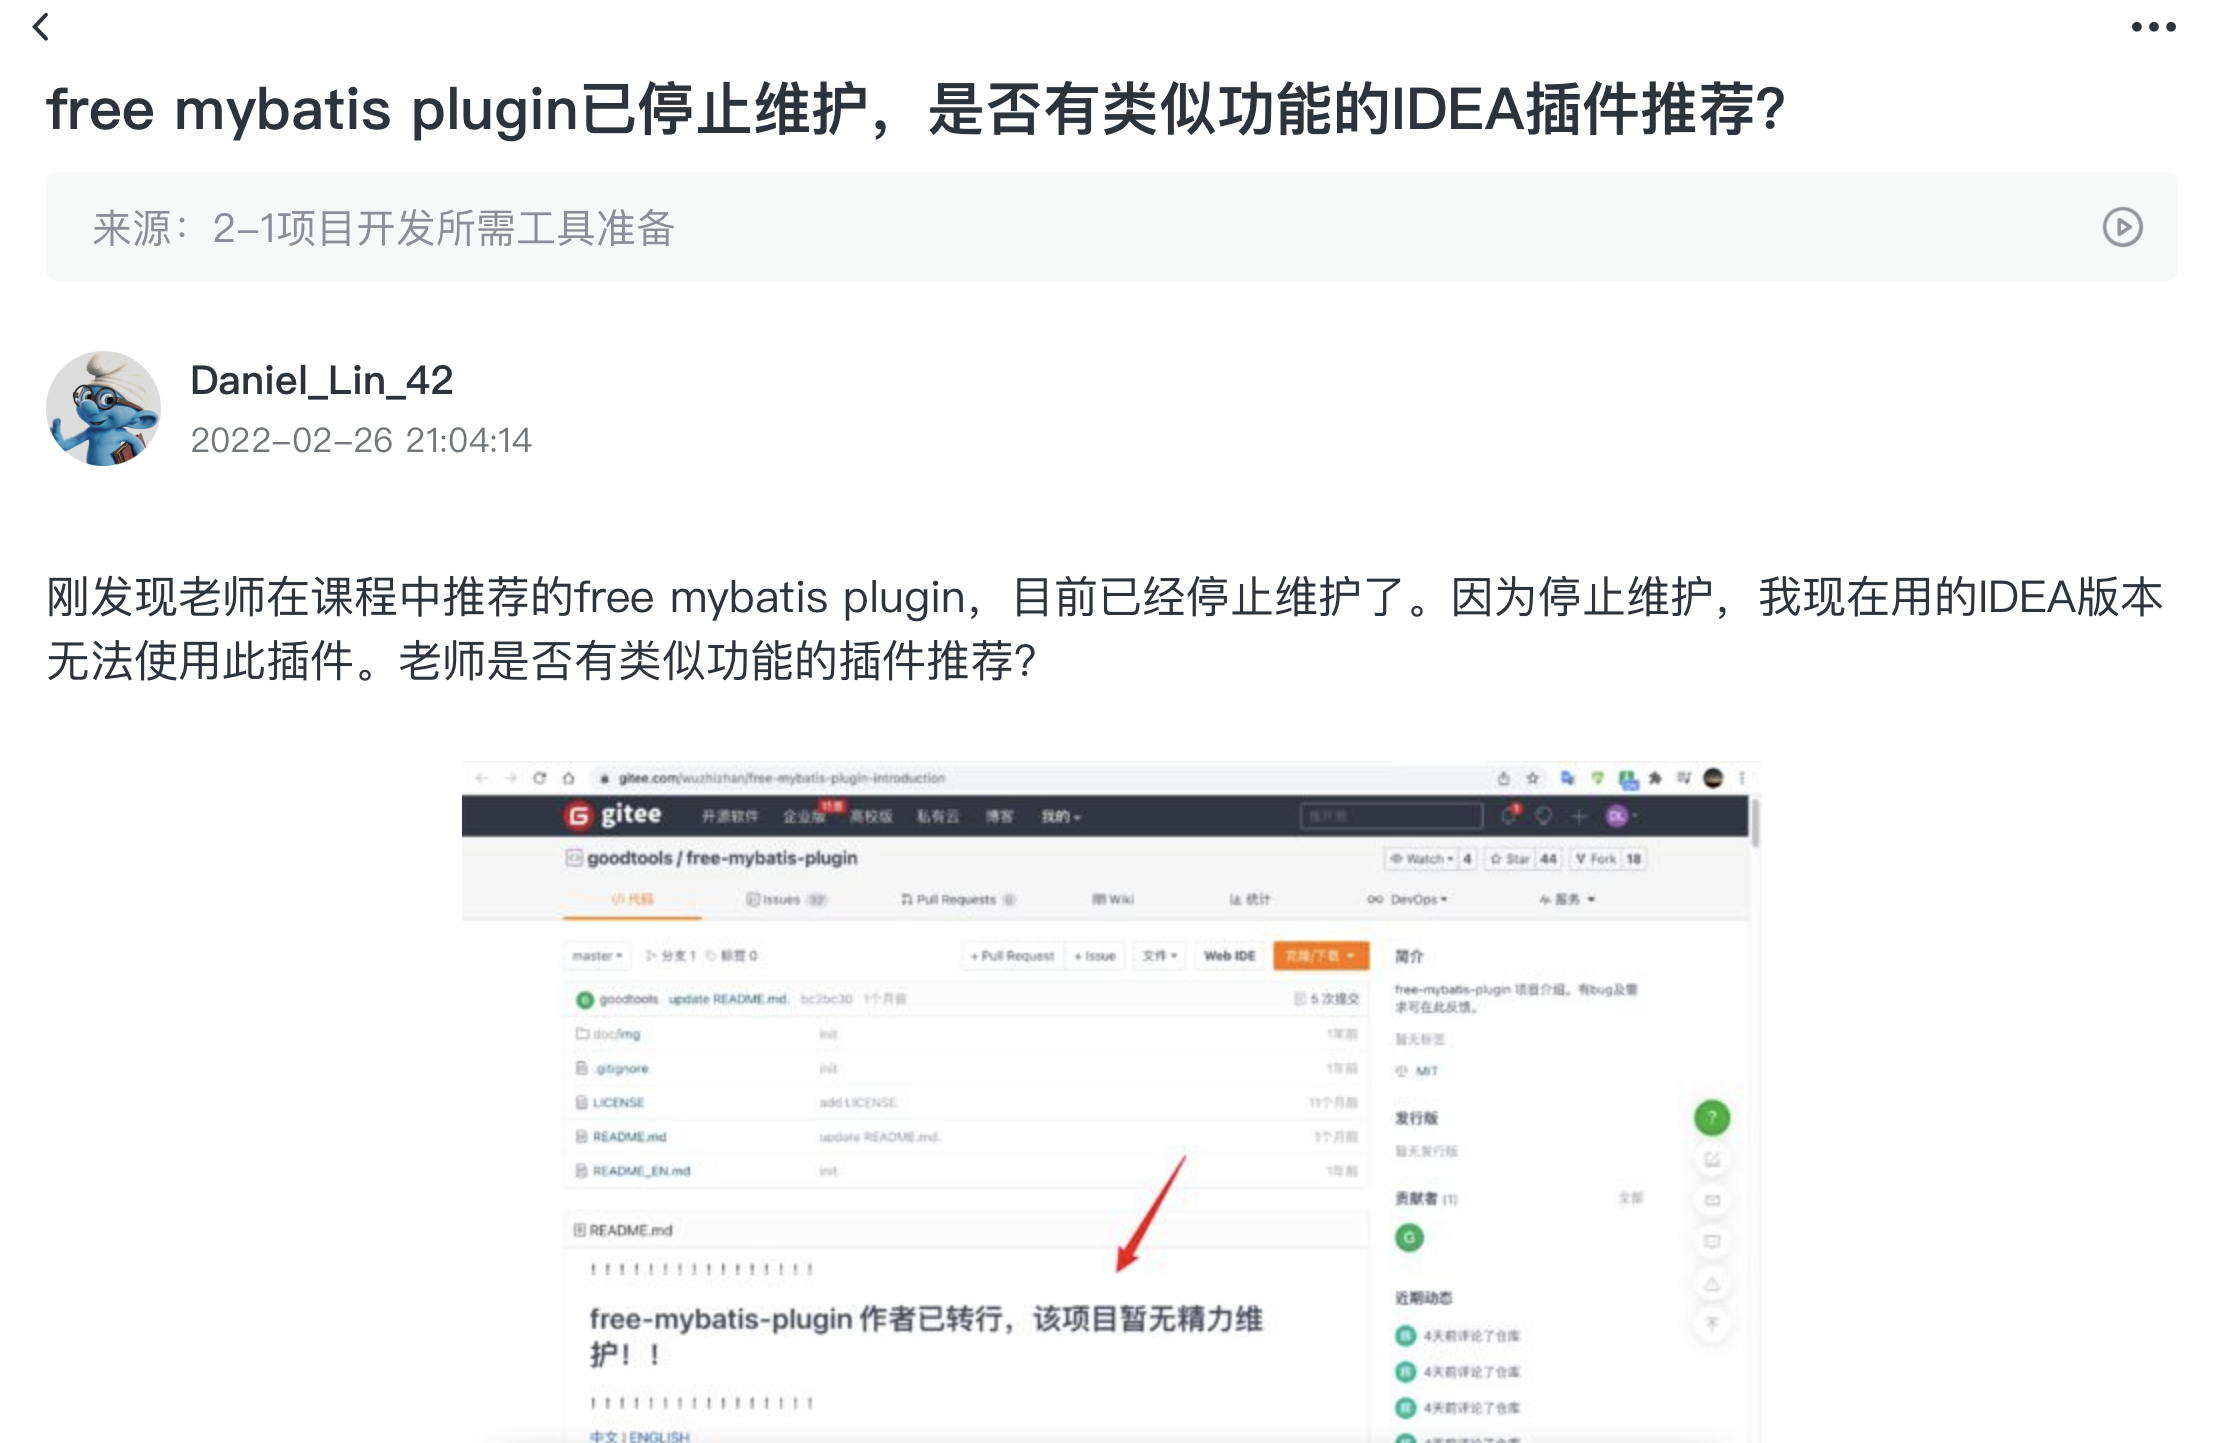 free mybatis plugin已停止维护，是否有类似功能的IDEA插件推荐？
来源：2-1项目开发所需工具准备
Daniel_Lin_42
2022-02-26 21:04:14
刚发现老师在课程中推荐的free mybatis plugin，目前已经停止维护了。因为停止维护，我现在用的IDEA版本
无法使用此插件。老师是否有类似功能的插件推荐？
gitee.com/wuzhizhan/free-mybatis-plugin-introduction
gitee 开源软件 企业版 特惠 高校版 私有云 博客 我的
goodtools / free-mybatis-plugin Watch 4 Star 44 Fork 18
代码 Issues Pull Requests Wiki 统计 DevOps 服务
master 分支 1 标签 0 + Pull Request + Issue 文件 Web IDE 克隆/下载
简介
goodtools update README.md. bc2bc30 1个月前 5 次提交
free-mybatis-plugin 项目介绍。有bug及需
求可在此反馈。
doc/img init 1年前
暂无标签
.gitignore init 1年前
MIT
LICENSE add LICENSE. 11个月前
发行版
README.md update README.md. 1个月前
暂无发行版
README_EN.md init 1年前
贡献者 (1) 全部
README.md
G
! ! ! ! ! ! ! ! ! ! ! ! ! ! ! !
近期动态
free-mybatis-plugin 作者已转行，该项目暂无精力维
护！！
4天前评论了仓库
4天前评论了仓库
! ! ! ! ! ! ! ! ! ! ! ! ! ! ! !
4天前评论了仓库
中文 | ENGLISH